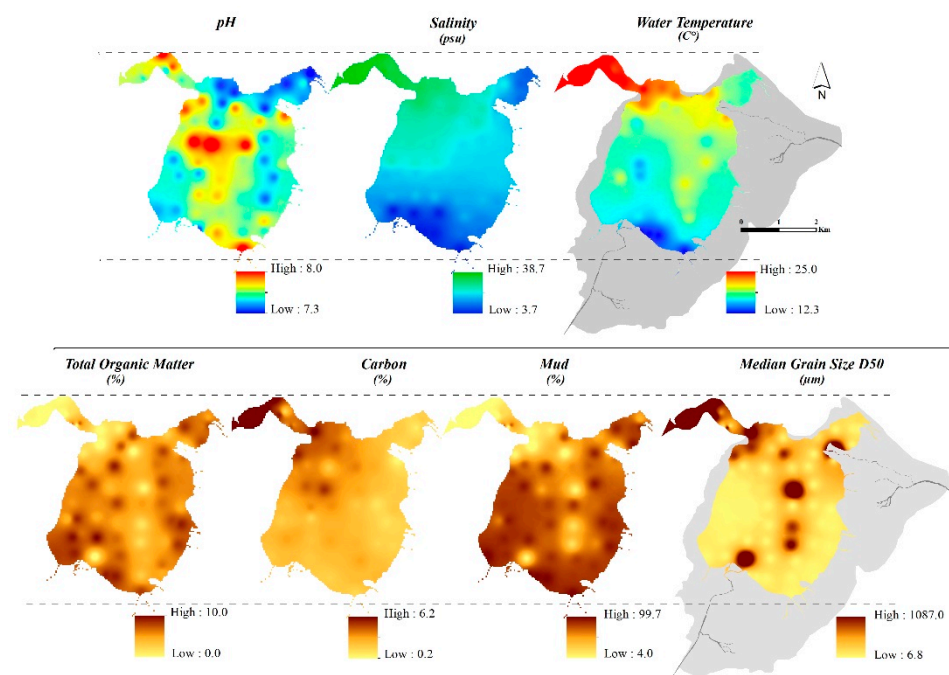 pH
Salinity
(psu)
Water Temperature
(C°)
N
0 1 2
Km
High : 8.0
Low : 7.3
High : 38.7
Low : 3.7
High : 25.0
Low : 12.3
Total Organic Matter
(%)
Carbon
(%)
Mud
(%)
Median Grain Size D50
(µm)
High : 10.0
Low : 0.0
High : 6.2
Low : 0.2
High : 99.7
Low : 4.0
High : 1087.0
Low : 6.8